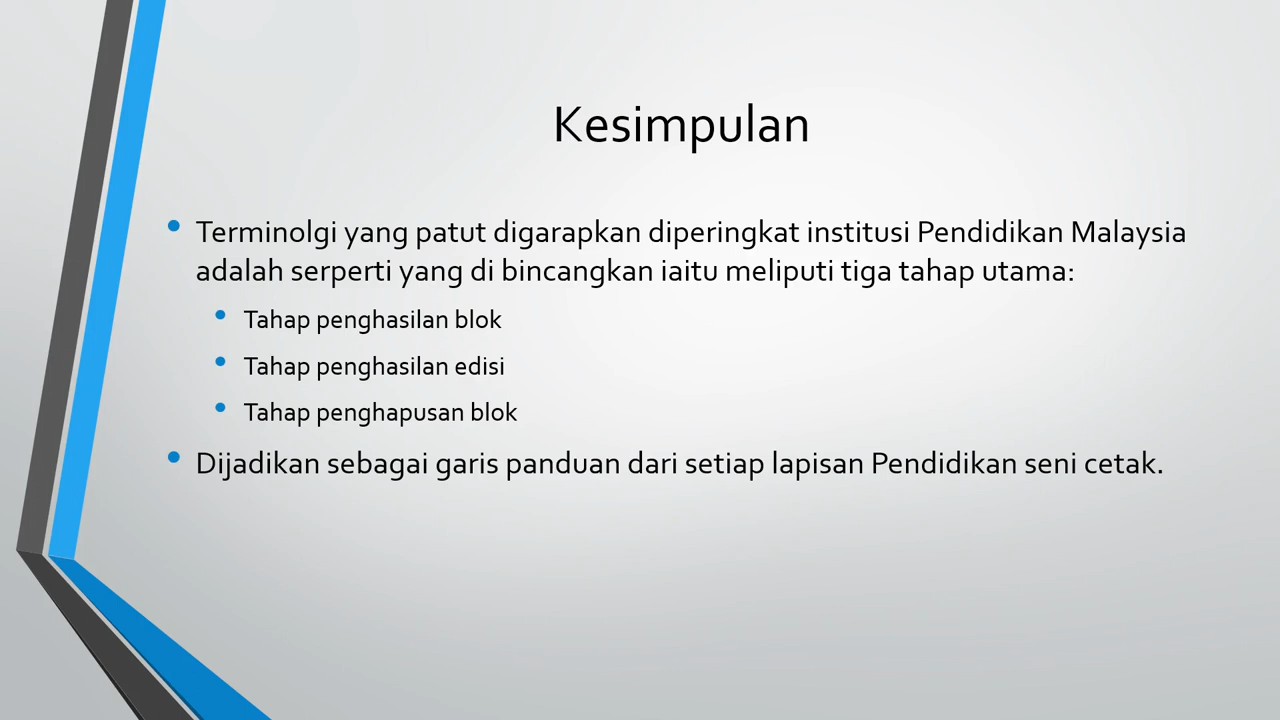 Kesimpulan
Terminolgi yang patut digarapkan diperingkat institusi Pendidikan Malaysia
adalah serperti yang di bincangkan iaitu meliputi tiga tahap utama:
Tahap penghasilan blok
Tahap penghasilan edisi
Tahap penghapusan blok
Dijadikan sebagai garis panduan dari setiap lapisan Pendidikan seni cetak.